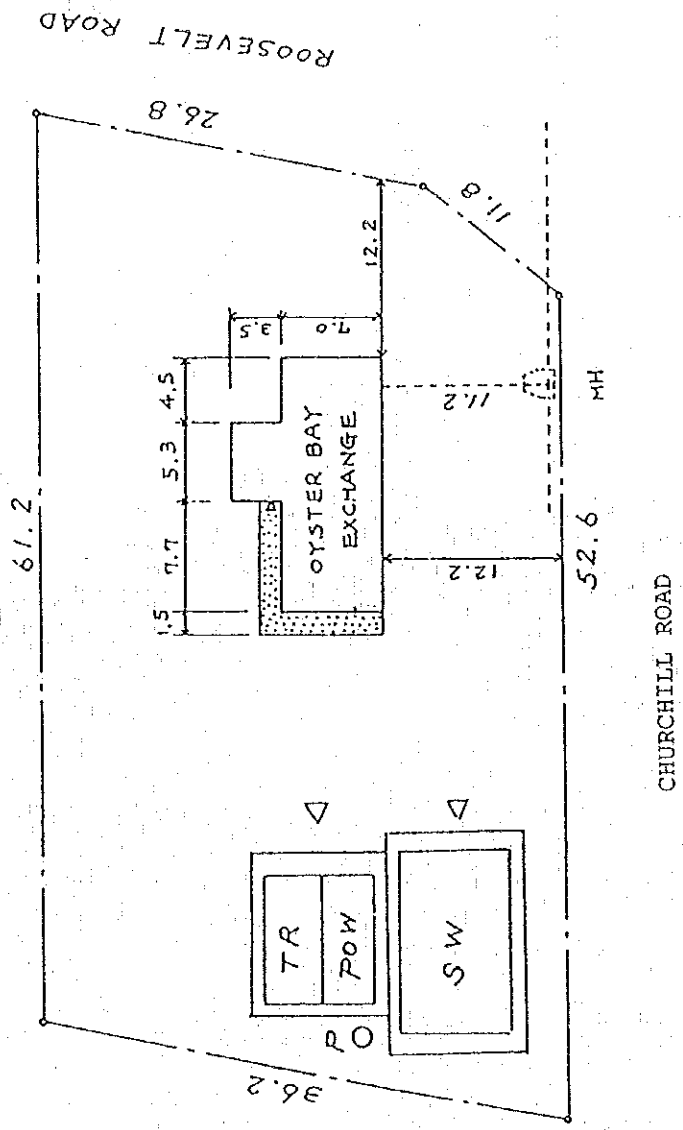 ROOSEVELT ROAD
26.8
11.8
61.2
12.2
3.5
7.0
4.5
5.3
7.7
1.5
OYSTER BAY
EXCHANGE
11.2
MH
12.2
52.6
CHURCHILL ROAD
TR
POW
SW
P
36.2